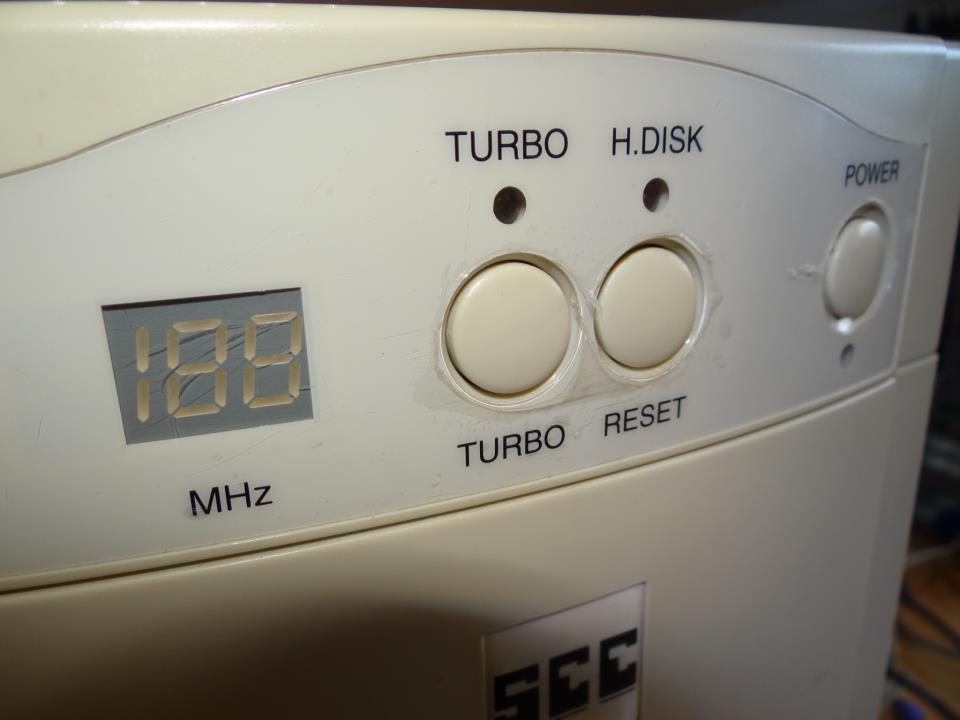 TURBO H.DISK
POWER
188
TURBO RESET
MHz
SCC